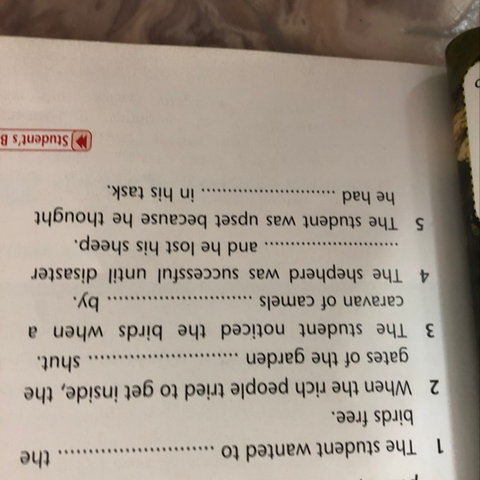 1 The student wanted to .............................. the
birds free.
2 When the rich people tried to get inside, the
gates of the garden ............................ shut.
3 The student noticed the birds when a
caravan of camels ............................ by.
4 The shepherd was successful until disaster
.......................... and he lost his sheep.
5 The student was upset because he thought
he had .......................... in his task.
Student's B